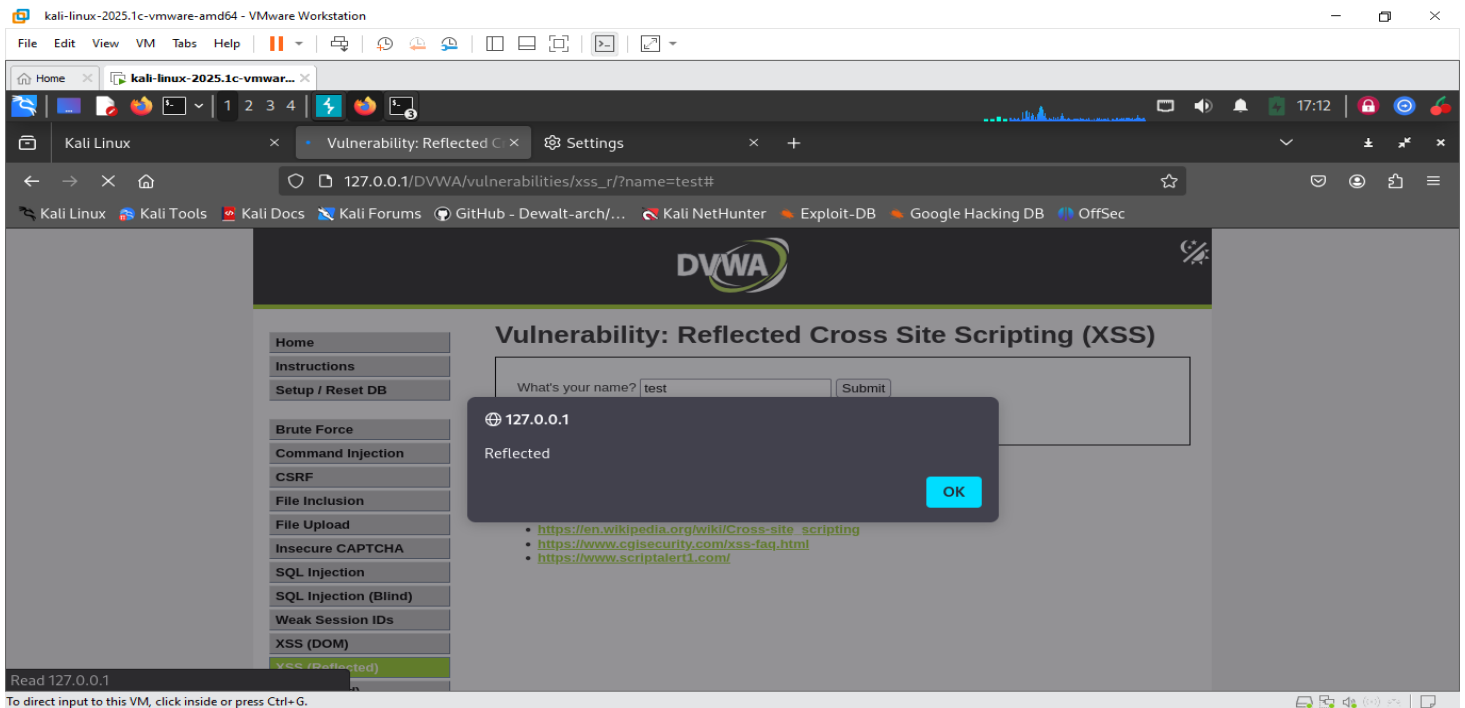 kali-linux-2025.1c-vmware-amd64 - VMware Workstation
File Edit View VM Tabs Help
Home kali-linux-2025.1c-vmwar...
1 2 3 4 17:12
Kali Linux Vulnerability: Reflected C Settings
127.0.0.1/DVWA/vulnerabilities/xss_r/?name=test#
Kali Linux Kali Tools Kali Docs Kali Forums GitHub - Dewalt-arch/... Kali NetHunter Exploit-DB Google Hacking DB OffSec
DVWA
Vulnerability: Reflected Cross Site Scripting (XSS)
Home
Instructions
Setup / Reset DB
What's your name? test Submit
127.0.0.1
Reflected
OK
Brute Force
Command Injection
CSRF
File Inclusion
File Upload
Insecure CAPTCHA
SQL Injection
SQL Injection (Blind)
Weak Session IDs
XSS (DOM)
XSS (Reflected)
https://en.wikipedia.org/wiki/Cross-site_scripting
https://www.cgisecurity.com/xss-faq.html
https://www.scriptalert1.com/
Read 127.0.0.1
To direct input to this VM, click inside or press Ctrl+G.